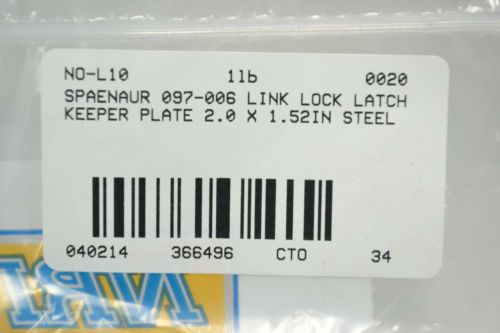 NO-L10 11b 0020
SPAENAUR 097-006 LINK LOCK LATCH
KEEPER PLATE 2.0 X 1.52IN STEEL
040214 366496 CTO 34